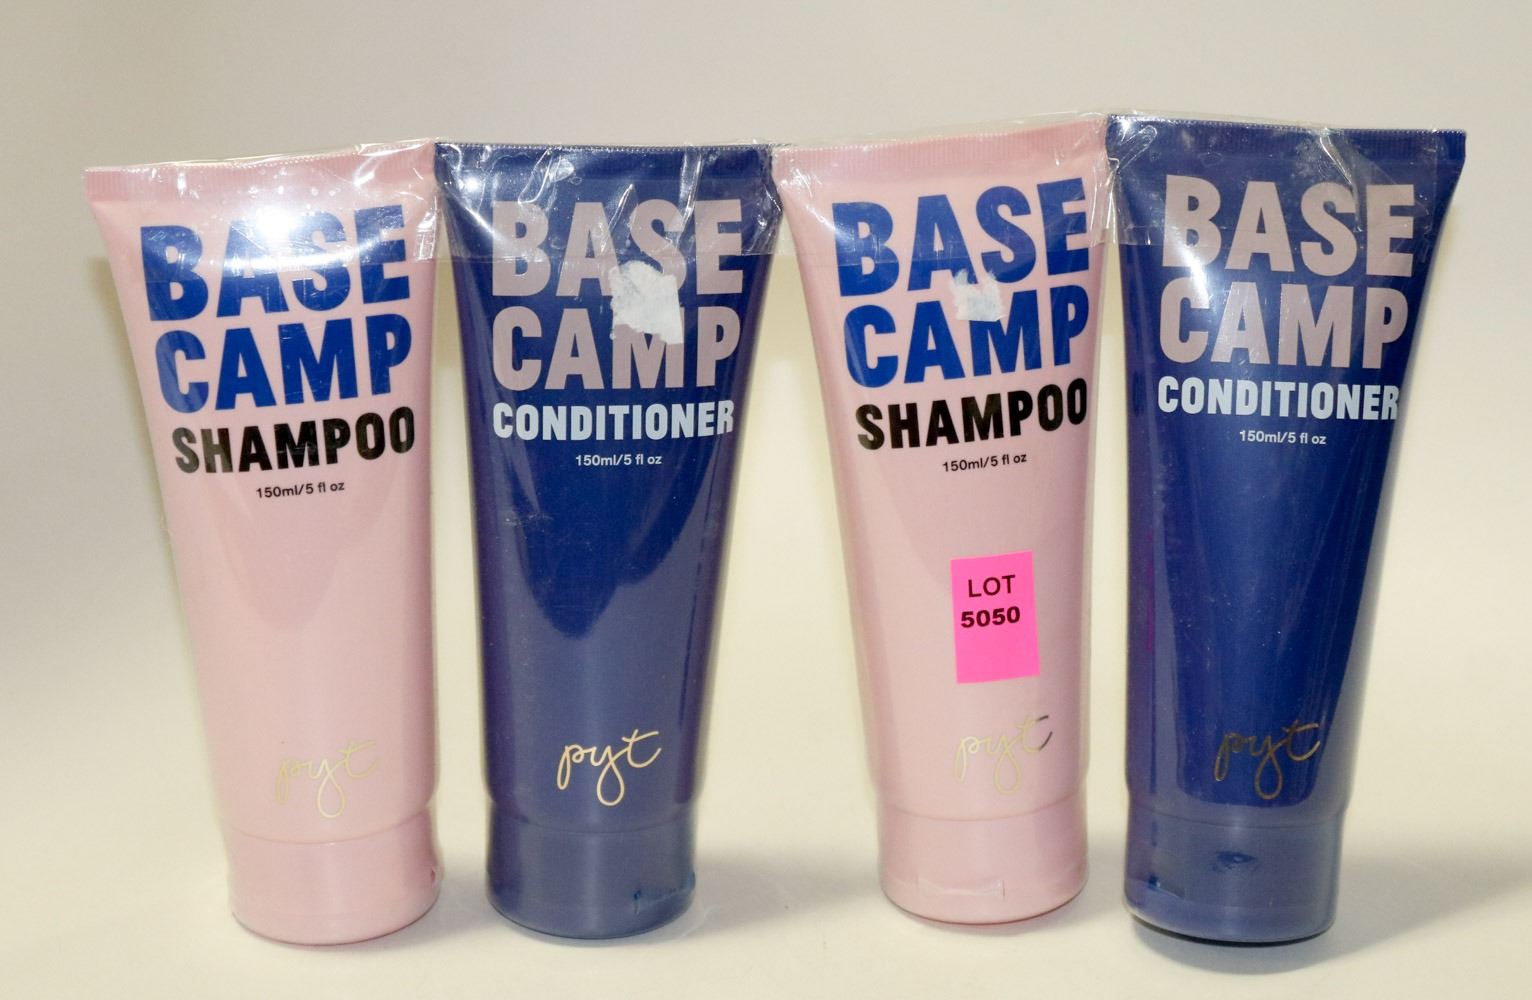 BASE
CAMP
SHAMPOO
150ml/5 fl oz
pyt
BASE
CAMP
CONDITIONER
150ml/5 fl oz
pyt
BASE
CAMP
SHAMPOO
150ml/5 fl oz
LOT
5050
pyt
BASE
CAMP
CONDITIONER
150ml/5 fl oz
pyt